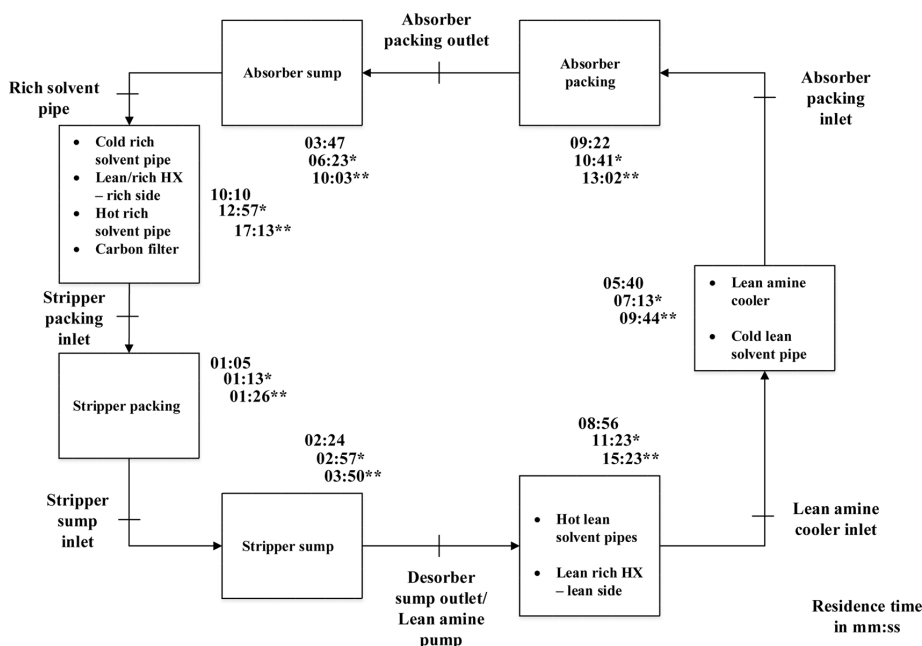 Absorber
packing outlet
Absorber sump
Absorber
packing
Rich solvent
pipe
Absorber
packing
inlet
03:47
06:23*
10:03**
09:22
10:41*
13:02**
• Cold rich
solvent pipe
• Lean/rich HX
– rich side
• Hot rich
solvent pipe
• Carbon filter
10:10
12:57*
17:13**
05:40
07:13*
09:44**
• Lean amine
cooler
• Cold lean
solvent pipe
Stripper
packing
inlet
Stripper packing
01:05
01:13*
01:26**
02:24
02:57*
03:50**
08:56
11:23*
15:23**
Stripper
sump
inlet
Stripper sump
• Hot lean
solvent pipes
• Lean rich HX
– lean side
Lean amine
cooler inlet
Desorber
sump outlet/
Lean amine
pump
Residence time
in mm:ss